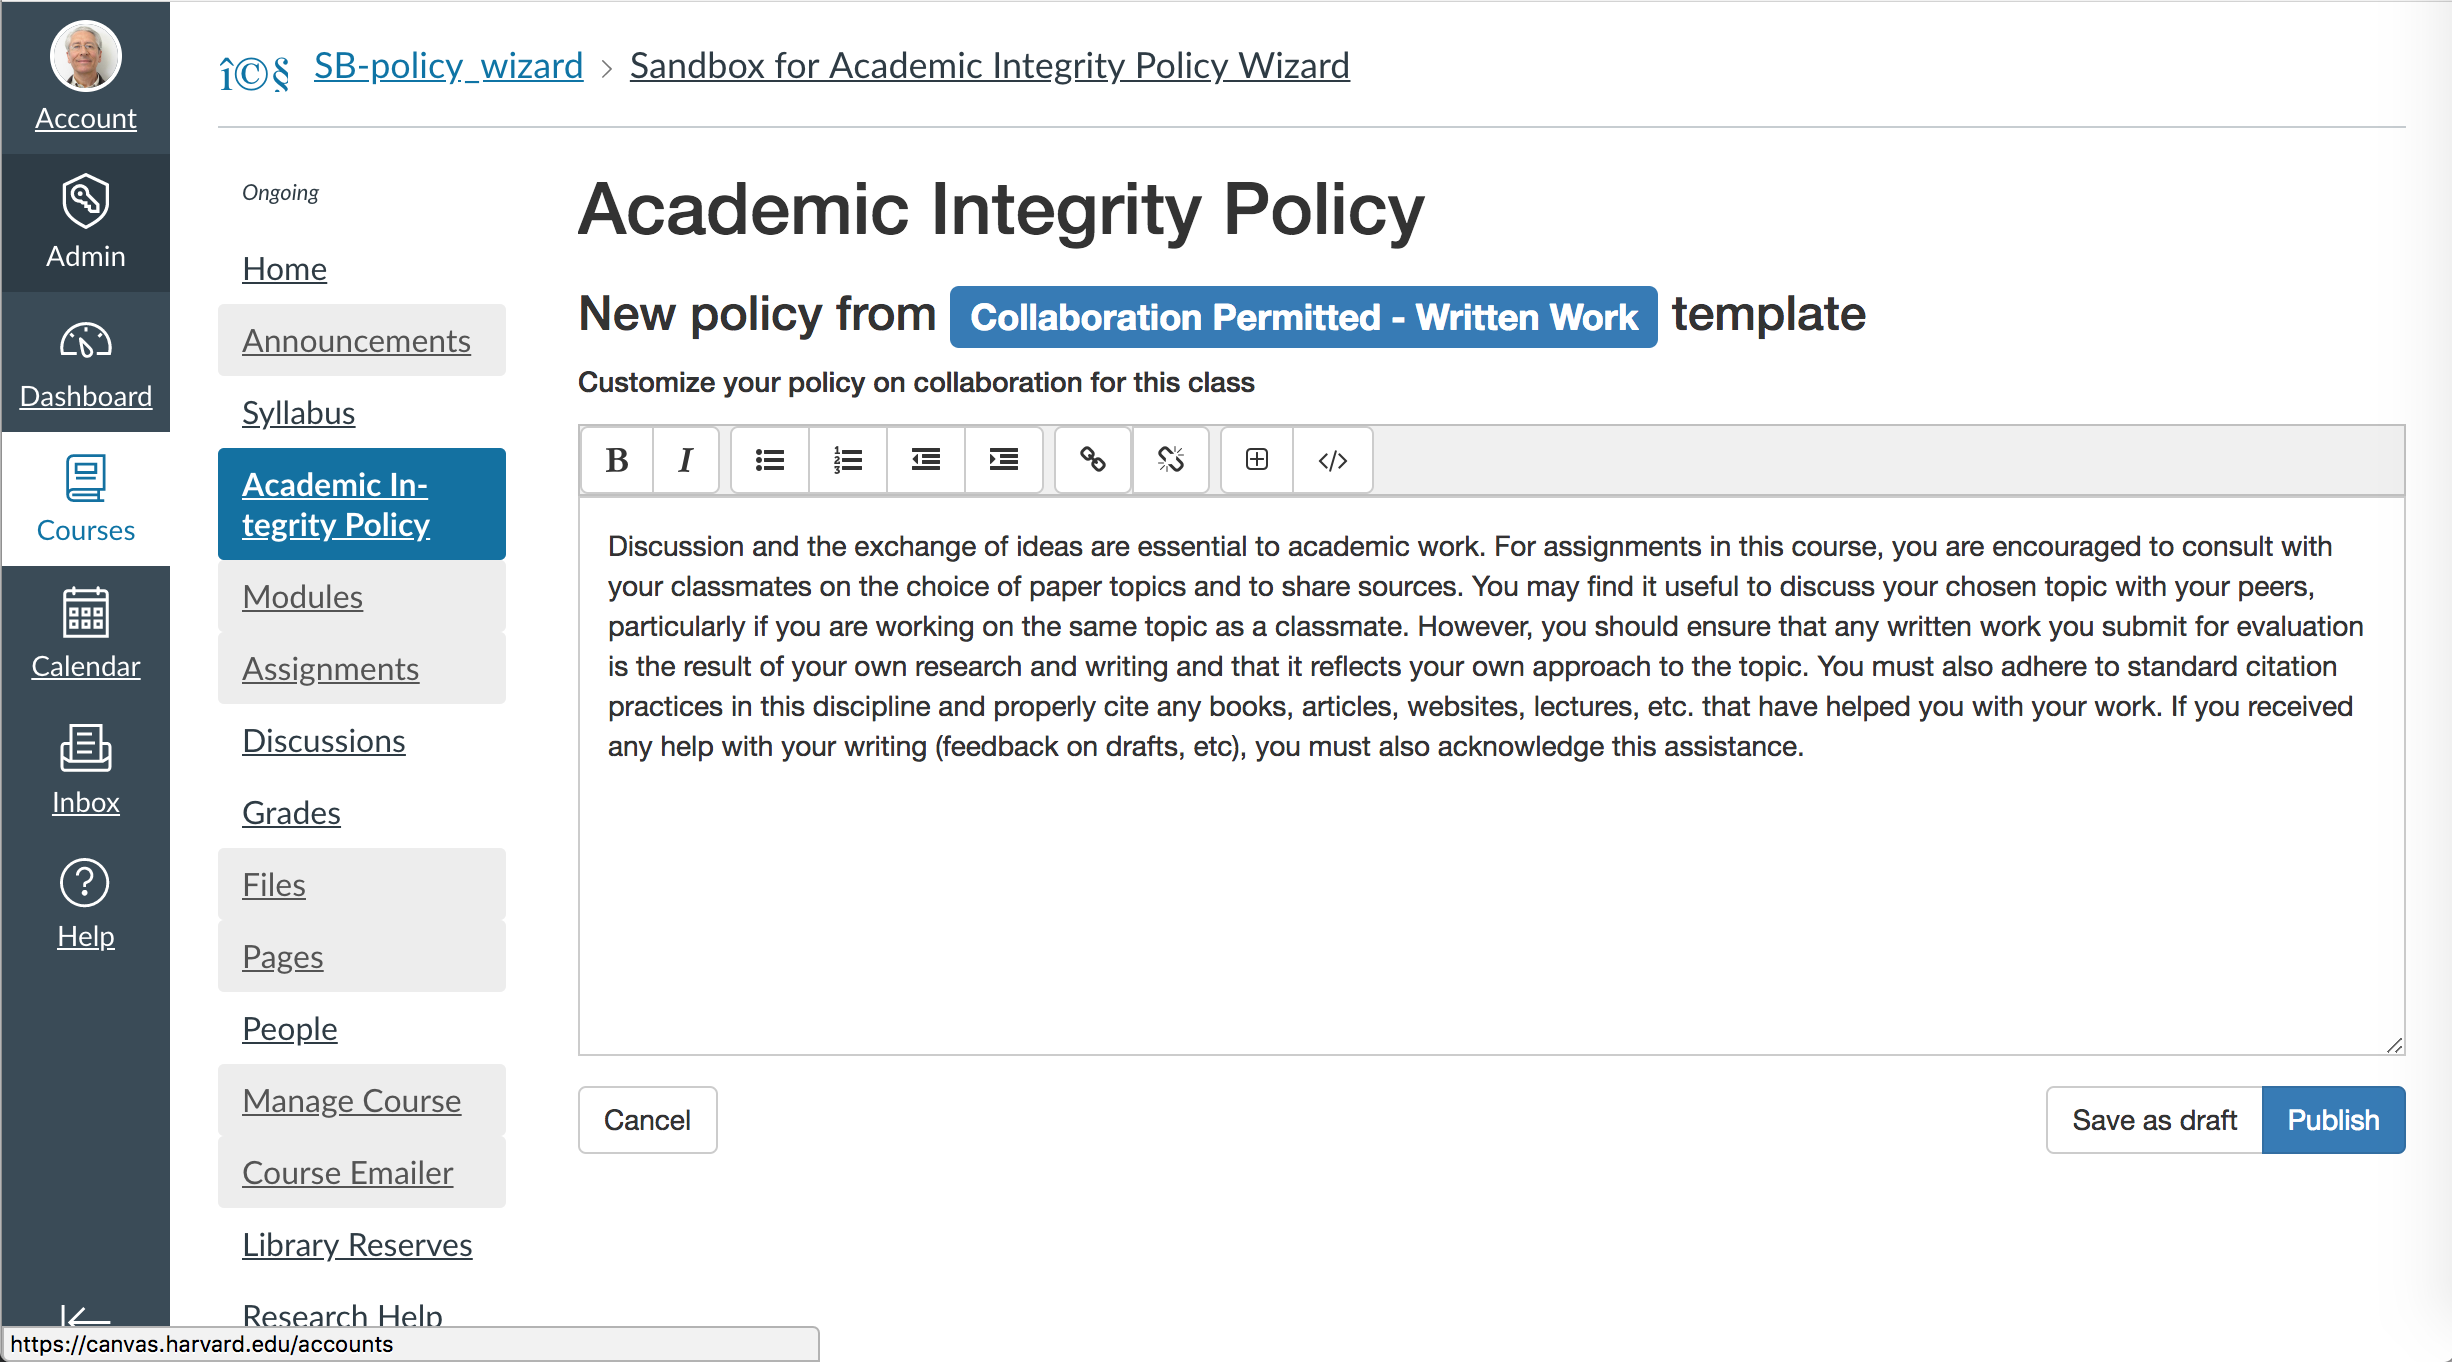 î©§ SB-policy_wizard > Sandbox for Academic Integrity Policy Wizard
Account
Admin
Dashboard
Courses
Calendar
Inbox
Help
Ongoing
Home
Announcements
Syllabus
Academic In-
tegrity Policy
Modules
Assignments
Discussions
Grades
Files
Pages
People
Manage Course
Course Emailer
Library Reserves
Research Help
Academic Integrity Policy
New policy from Collaboration Permitted - Written Work template
Customize your policy on collaboration for this class
B I
Discussion and the exchange of ideas are essential to academic work. For assignments in this course, you are encouraged to consult with
your classmates on the choice of paper topics and to share sources. You may find it useful to discuss your chosen topic with your peers,
particularly if you are working on the same topic as a classmate. However, you should ensure that any written work you submit for evaluation
is the result of your own research and writing and that it reflects your own approach to the topic. You must also adhere to standard citation
practices in this discipline and properly cite any books, articles, websites, lectures, etc. that have helped you with your work. If you received
any help with your writing (feedback on drafts, etc), you must also acknowledge this assistance.
Cancel
Save as draft Publish
https://canvas.harvard.edu/accounts